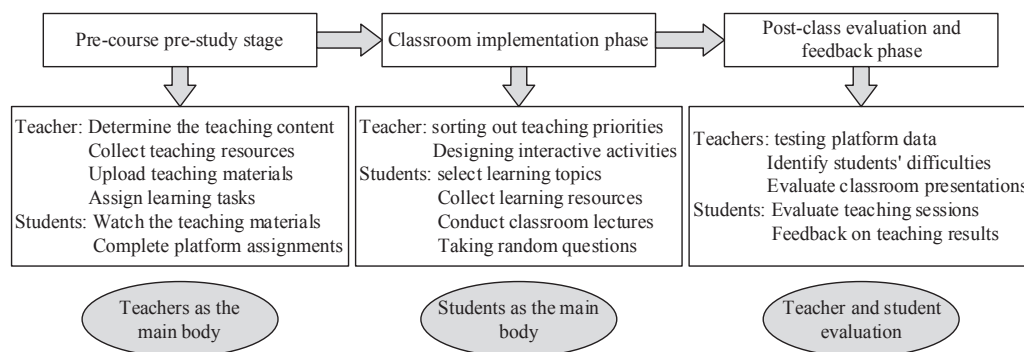 Pre-course pre-study stage
Classroom implementation phase
Post-class evaluation and
feedback phase
Teacher: Determine the teaching content
Collect teaching resources
Upload teaching materials
Assign learning tasks
Students: Watch the teaching materials
Complete platform assignments
Teacher: sorting out teaching priorities
Designing interactive activities
Students: select learning topics
Collect learning resources
Conduct classroom lectures
Taking random questions
Teachers: testing platform data
Identify students' difficulties
Evaluate classroom presentations
Students: Evaluate teaching sessions
Feedback on teaching results
Teachers as the
main body
Students as the main
body
Teacher and student
evaluation